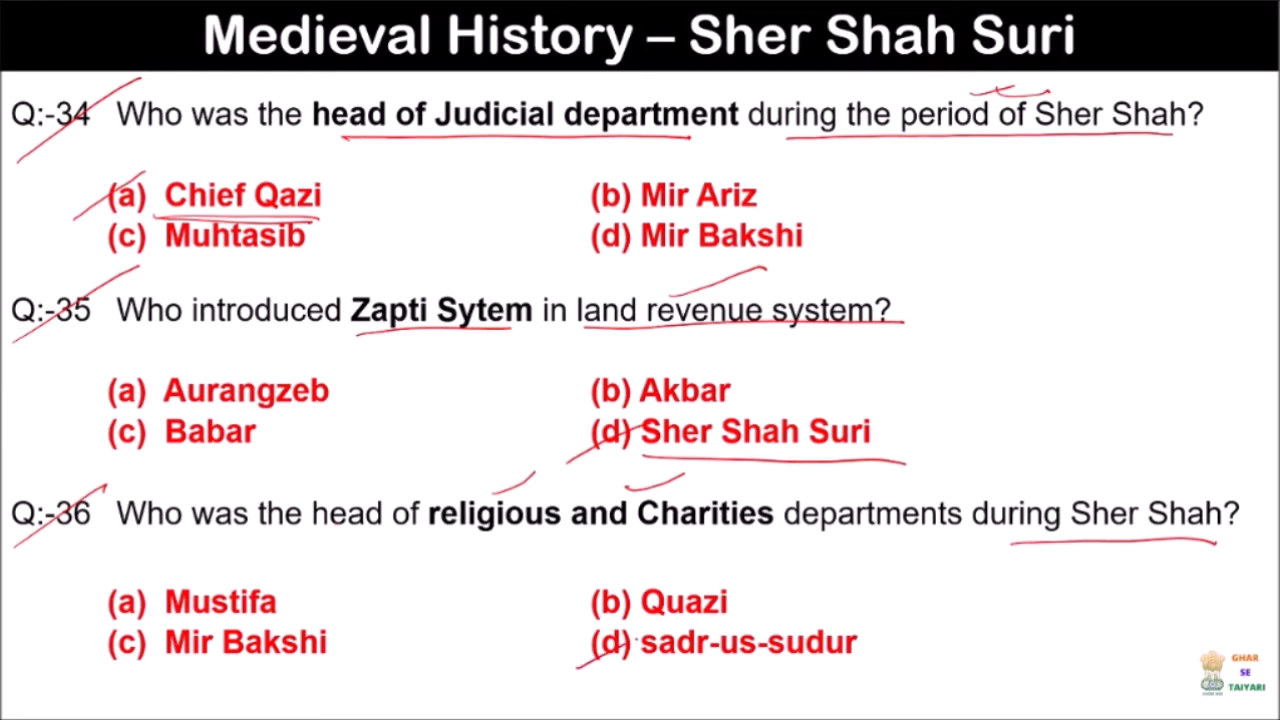 Medieval History – Sher Shah Suri
Q:-34 Who was the head of Judicial department during the period of Sher Shah?
(a) Chief Qazi (b) Mir Ariz
(c) Muhtasib (d) Mir Bakshi
Q:-35 Who introduced Zapti Sytem in land revenue system?
(a) Aurangzeb (b) Akbar
(c) Babar (d) Sher Shah Suri
Q:-36 Who was the head of religious and Charities departments during Sher Shah?
(a) Mustifa (b) Quazi
(c) Mir Bakshi (d) sadr-us-sudur
GHAR
SE
TAIYARI